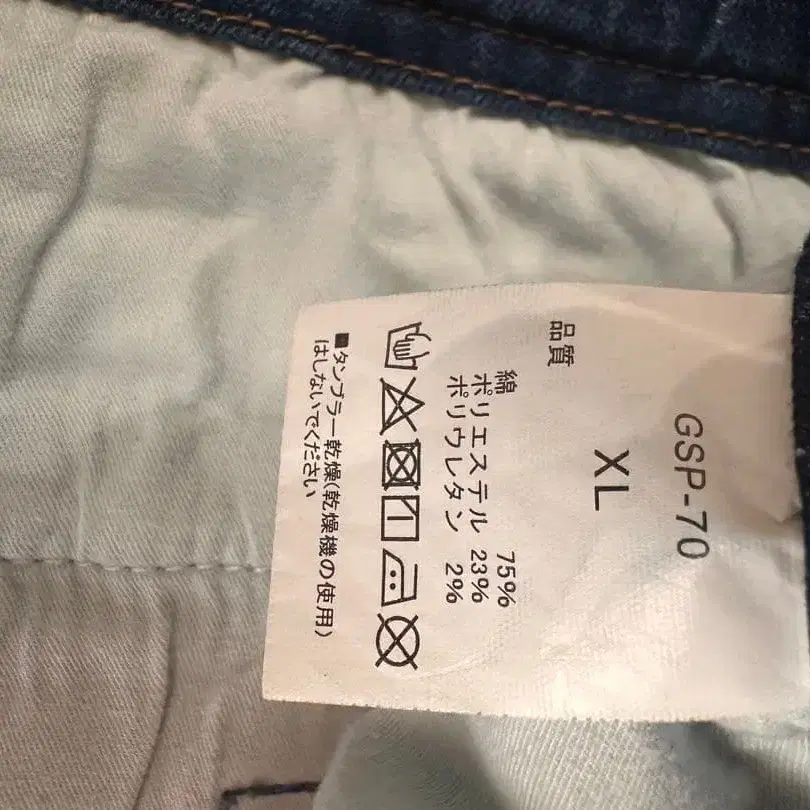 GSP-70
XL
品質
綿 75%
ポリエステル 23%
ポリウレタン 2%
■タンブラー乾燥(乾燥機の使用)
はしないでください